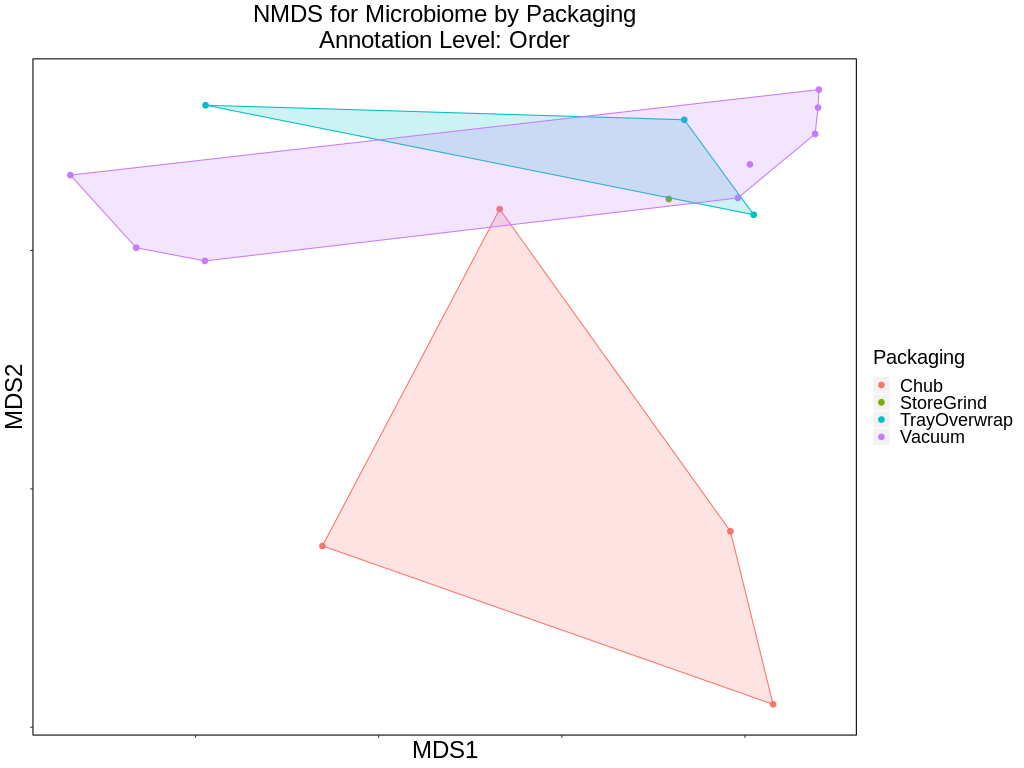 NMDS for Microbiome by Packaging
Annotation Level: Order
MDS2
MDS1
Packaging
Chub
StoreGrind
TrayOverwrap
Vacuum